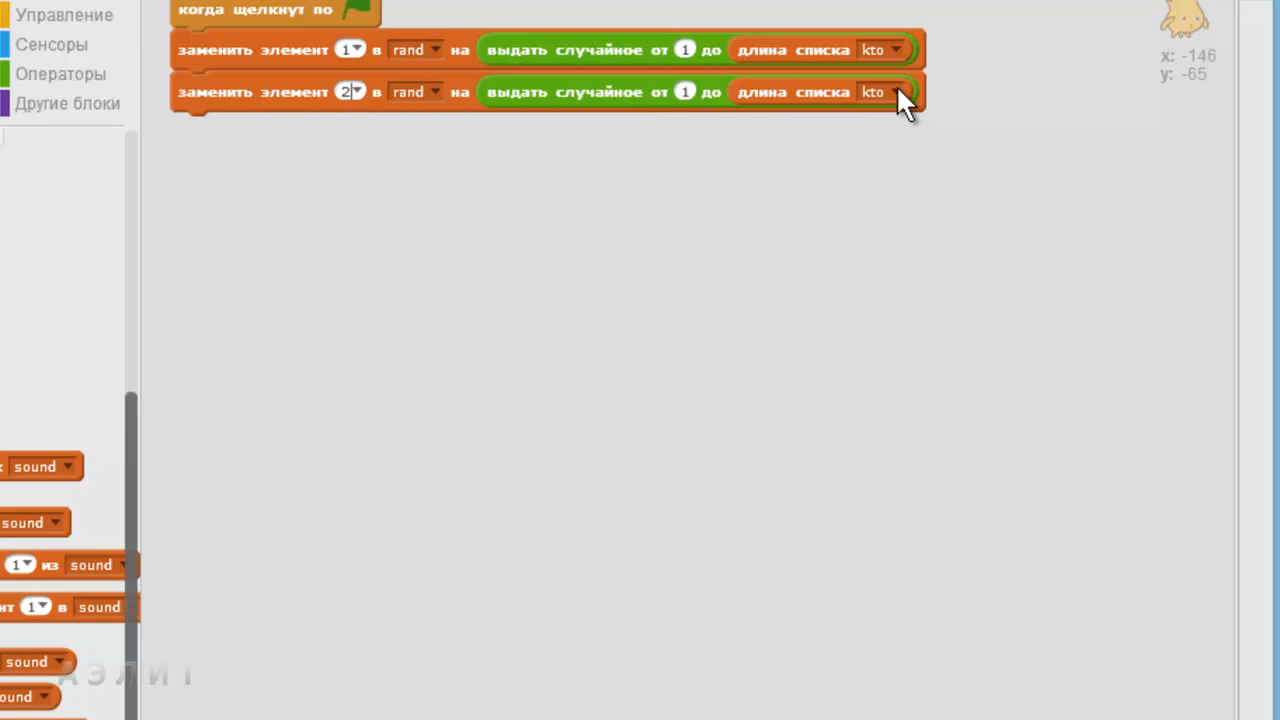 Управление
Сенсоры
Операторы
Другие блоки
когда щелкнут по
заменить элемент 1 в rand на выдать случайное от 1 до длина списка kto
заменить элемент 2 в rand на выдать случайное от 1 до длина списка kto
x: -146
y: -65
sound
sound
1 из sound
1 в sound
sound